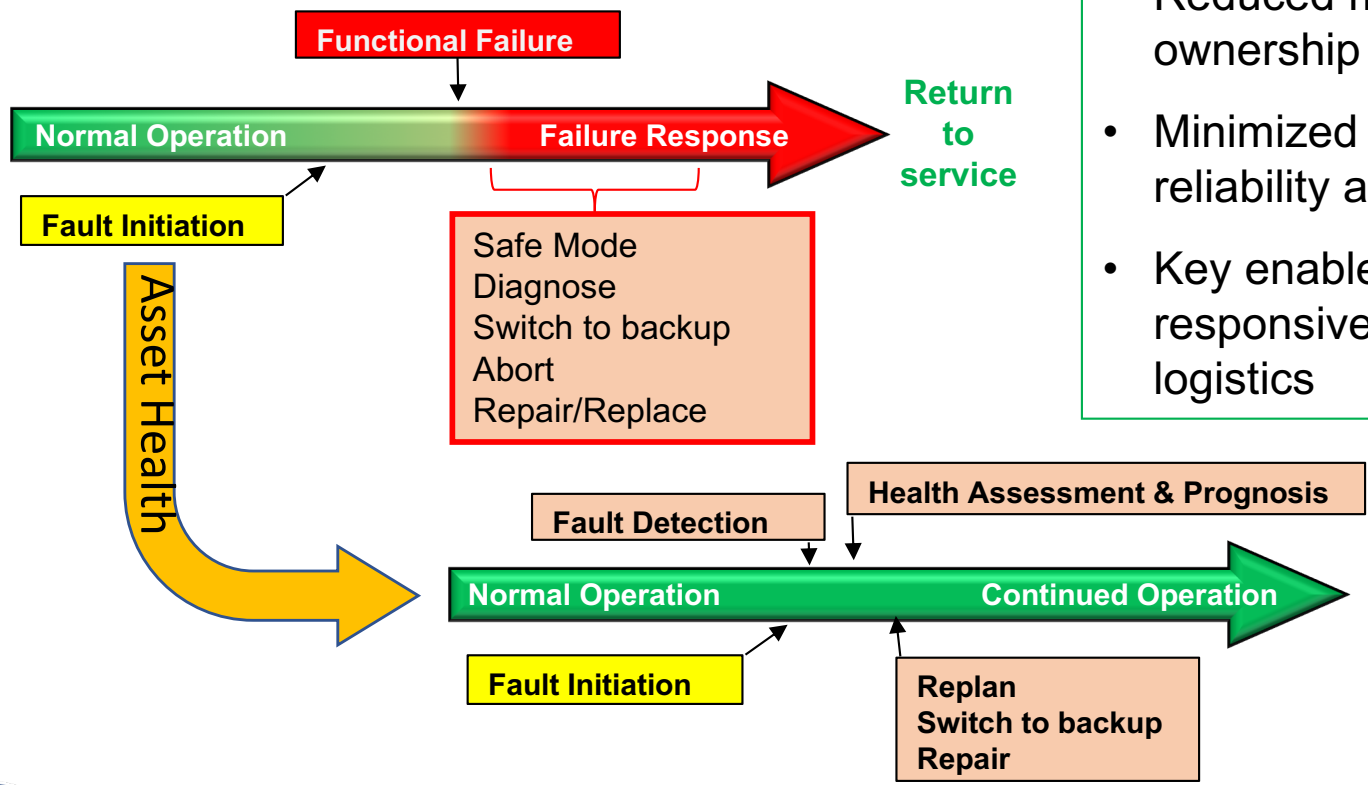 Functional Failure
Normal Operation
Failure Response
Return
to
service
Fault Initiation
Safe Mode
Diagnose
Switch to backup
Abort
Repair/Replace
Asset Health
Reduced
ownership
• Minimized
reliability
• Key
responsive
logistics
Health Assessment & Prognosis
Fault Detection
Normal Operation
Continued Operation
Fault Initiation
Replan
Switch to backup
Repair